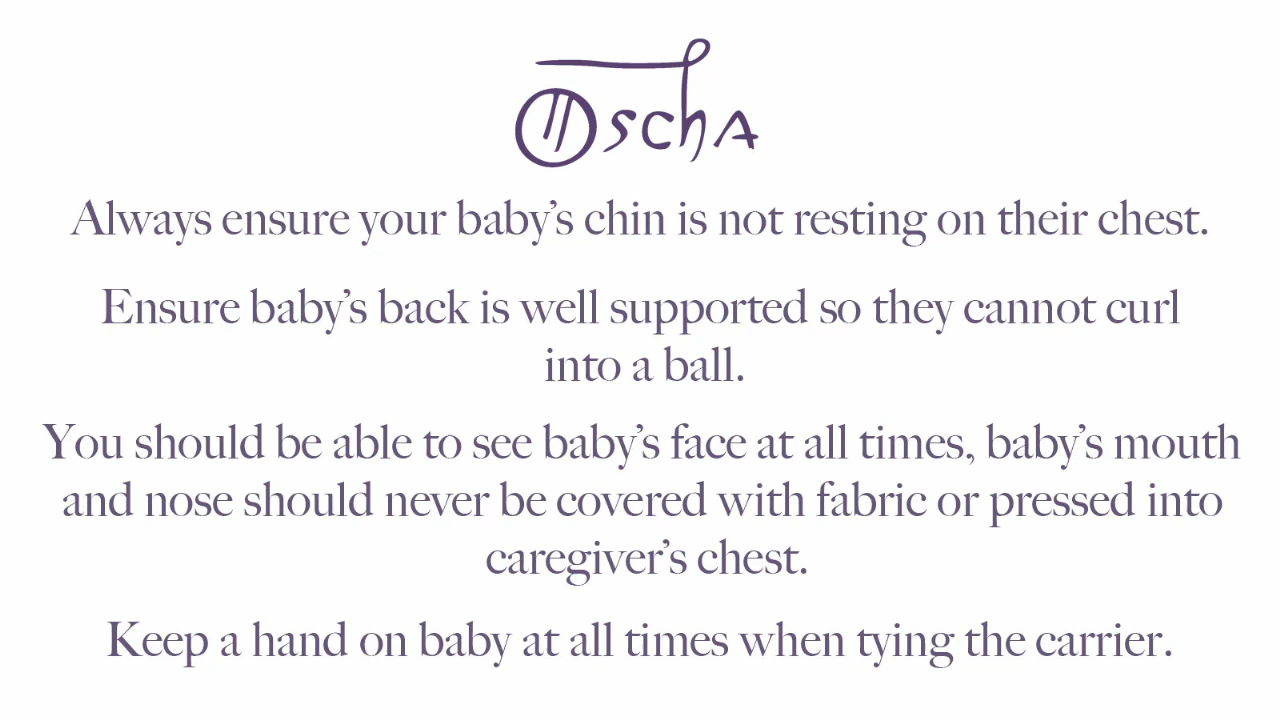 Oscha
Always ensure your baby's chin is not resting on their chest.
Ensure baby's back is well supported so they cannot curl
into a ball.
You should be able to see baby's face at all times, baby's mouth
and nose should never be covered with fabric or pressed into
caregiver's chest.
Keep a hand on baby at all times when tying the carrier.